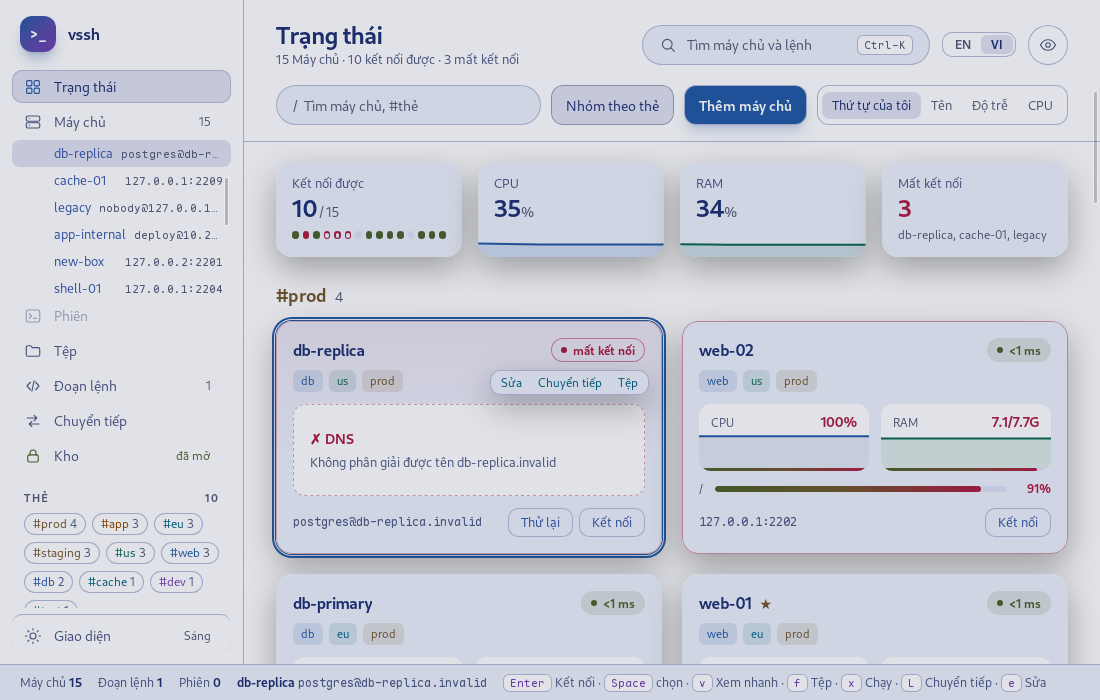 >_ vssh
Trạng thái
Máy chủ 15
db-replica postgres@db-r…
cache-01 127.0.0.1:2209
legacy nobody@127.0.0.1…
app-internal deploy@10.2…
new-box 127.0.0.2:2201
shell-01 127.0.0.1:2204
Phiên
Tệp
Đoạn lệnh 1
Chuyển tiếp
Kho đã mở
THẺ 10
#prod 4 #app 3 #eu 3
#staging 3 #us 3 #web 3
#db 2 #cache 1 #dev 1
Giao diện Sáng
Trạng thái
15 Máy chủ · 10 kết nối được · 3 mất kết nối
Tìm máy chủ và lệnh Ctrl-K
EN VI
/ Tìm máy chủ, #thẻ
Nhóm theo thẻ
Thêm máy chủ
Thứ tự của tôi Tên Độ trễ CPU
Kết nối được
10 / 15
CPU
35%
RAM
34%
Mất kết nối
3
db-replica, cache-01, legacy
#prod 4
db-replica mất kết nối
db us prod
Sửa Chuyển tiếp Tệp
✗ DNS
Không phân giải được tên db-replica.invalid
postgres@db-replica.invalid Thử lại Kết nối
web-02 <1 ms
web us prod
CPU 100%
RAM 7.1/7.7G
/ 91%
127.0.0.1:2202 Kết nối
db-primary <1 ms
db eu prod
web-01 ★ <1 ms
web eu prod
Máy chủ 15 Đoạn lệnh 1 Phiên 0 db-replica postgres@db-replica.invalid Enter Kết nối · Space chọn · v Xem nhanh · f Tệp · x Chạy · L Chuyển tiếp · e Sửa